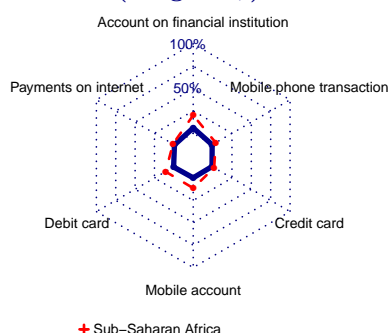 Account on financial institution
100%
Payments on internet
50%
Mobile phone transaction
Debit card
Credit card
Mobile account
Sub−Saharan Africa